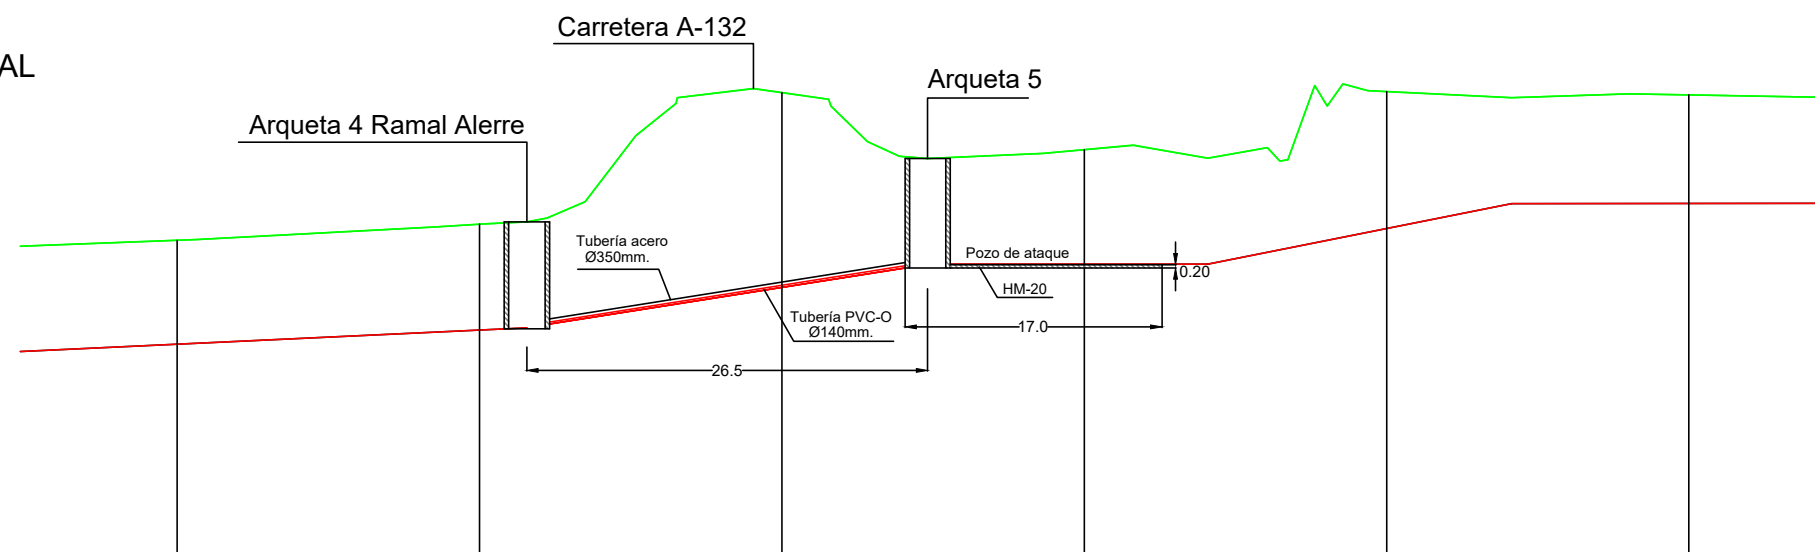 Carretera A-132
AL
Arqueta 5
Arqueta 4 Ramal Alerre
Tubería acero
Ø350mm.
Pozo de ataque
0.20
HM-20
Tubería PVC-O
Ø140mm.
17.0
26.5